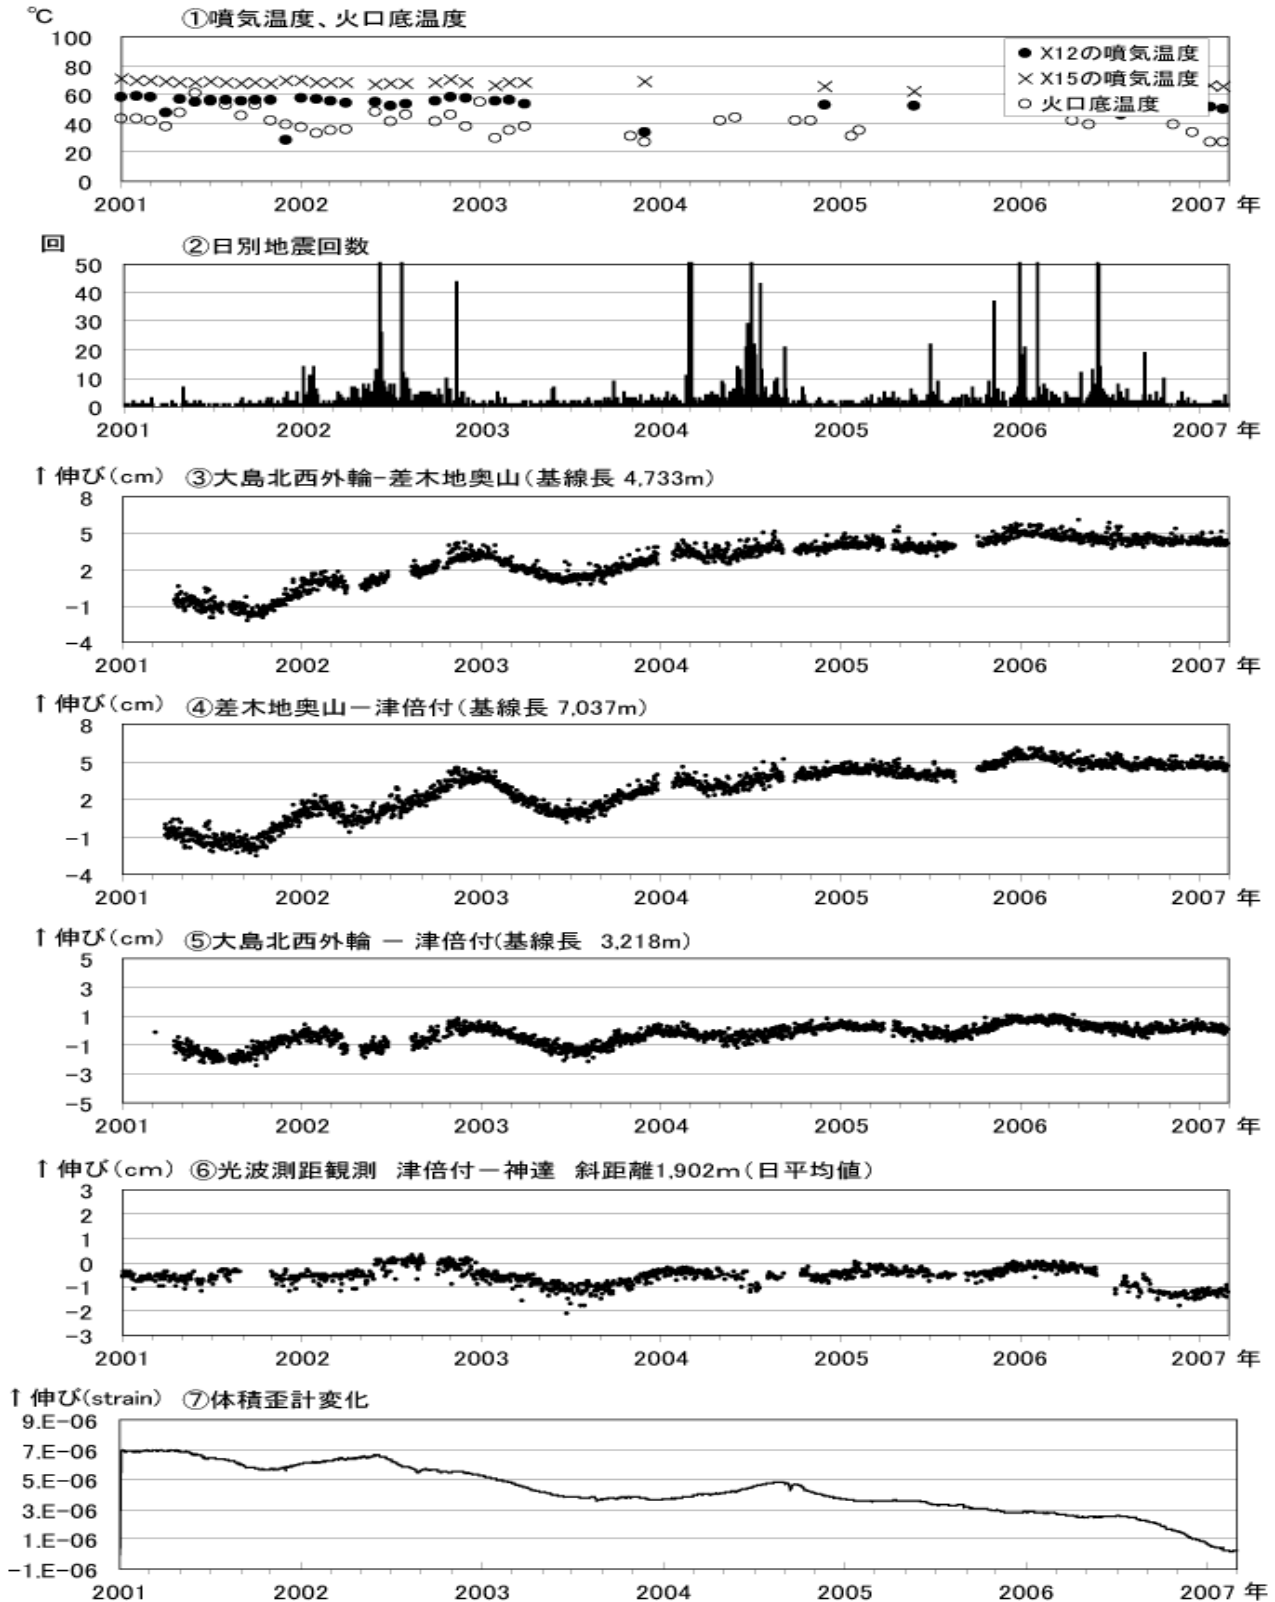 ℃ ①噴気温度、火口底温度
100
80
60
40
20
0
● X12の噴気温度
× X15の噴気温度
○ 火口底温度
2001 2002 2003 2004 2005 2006 2007 年
回 ②日別地震回数
50
40
30
20
10
0
2001 2002 2003 2004 2005 2006 2007 年
↑伸び(cm) ③大島北西外輪-差木地奥山(基線長 4,733m)
8
5
2
-1
-4
2001 2002 2003 2004 2005 2006 2007 年
↑伸び(cm) ④差木地奥山－津倍付(基線長 7,037m)
8
5
2
-1
-4
2001 2002 2003 2004 2005 2006 2007 年
↑伸び(cm) ⑤大島北西外輪 － 津倍付(基線長 3,218m)
5
3
1
-1
-3
-5
2001 2002 2003 2004 2005 2006 2007 年
↑伸び(cm) ⑥光波測距観測 津倍付－神達 斜距離1,902m(日平均値)
3
2
1
0
-1
-2
-3
2001 2002 2003 2004 2005 2006 2007 年
↑伸び(strain) ⑦体積歪計変化
9.E-06
7.E-06
5.E-06
3.E-06
1.E-06
-1.E-06
2001 2002 2003 2004 2005 2006 2007 年